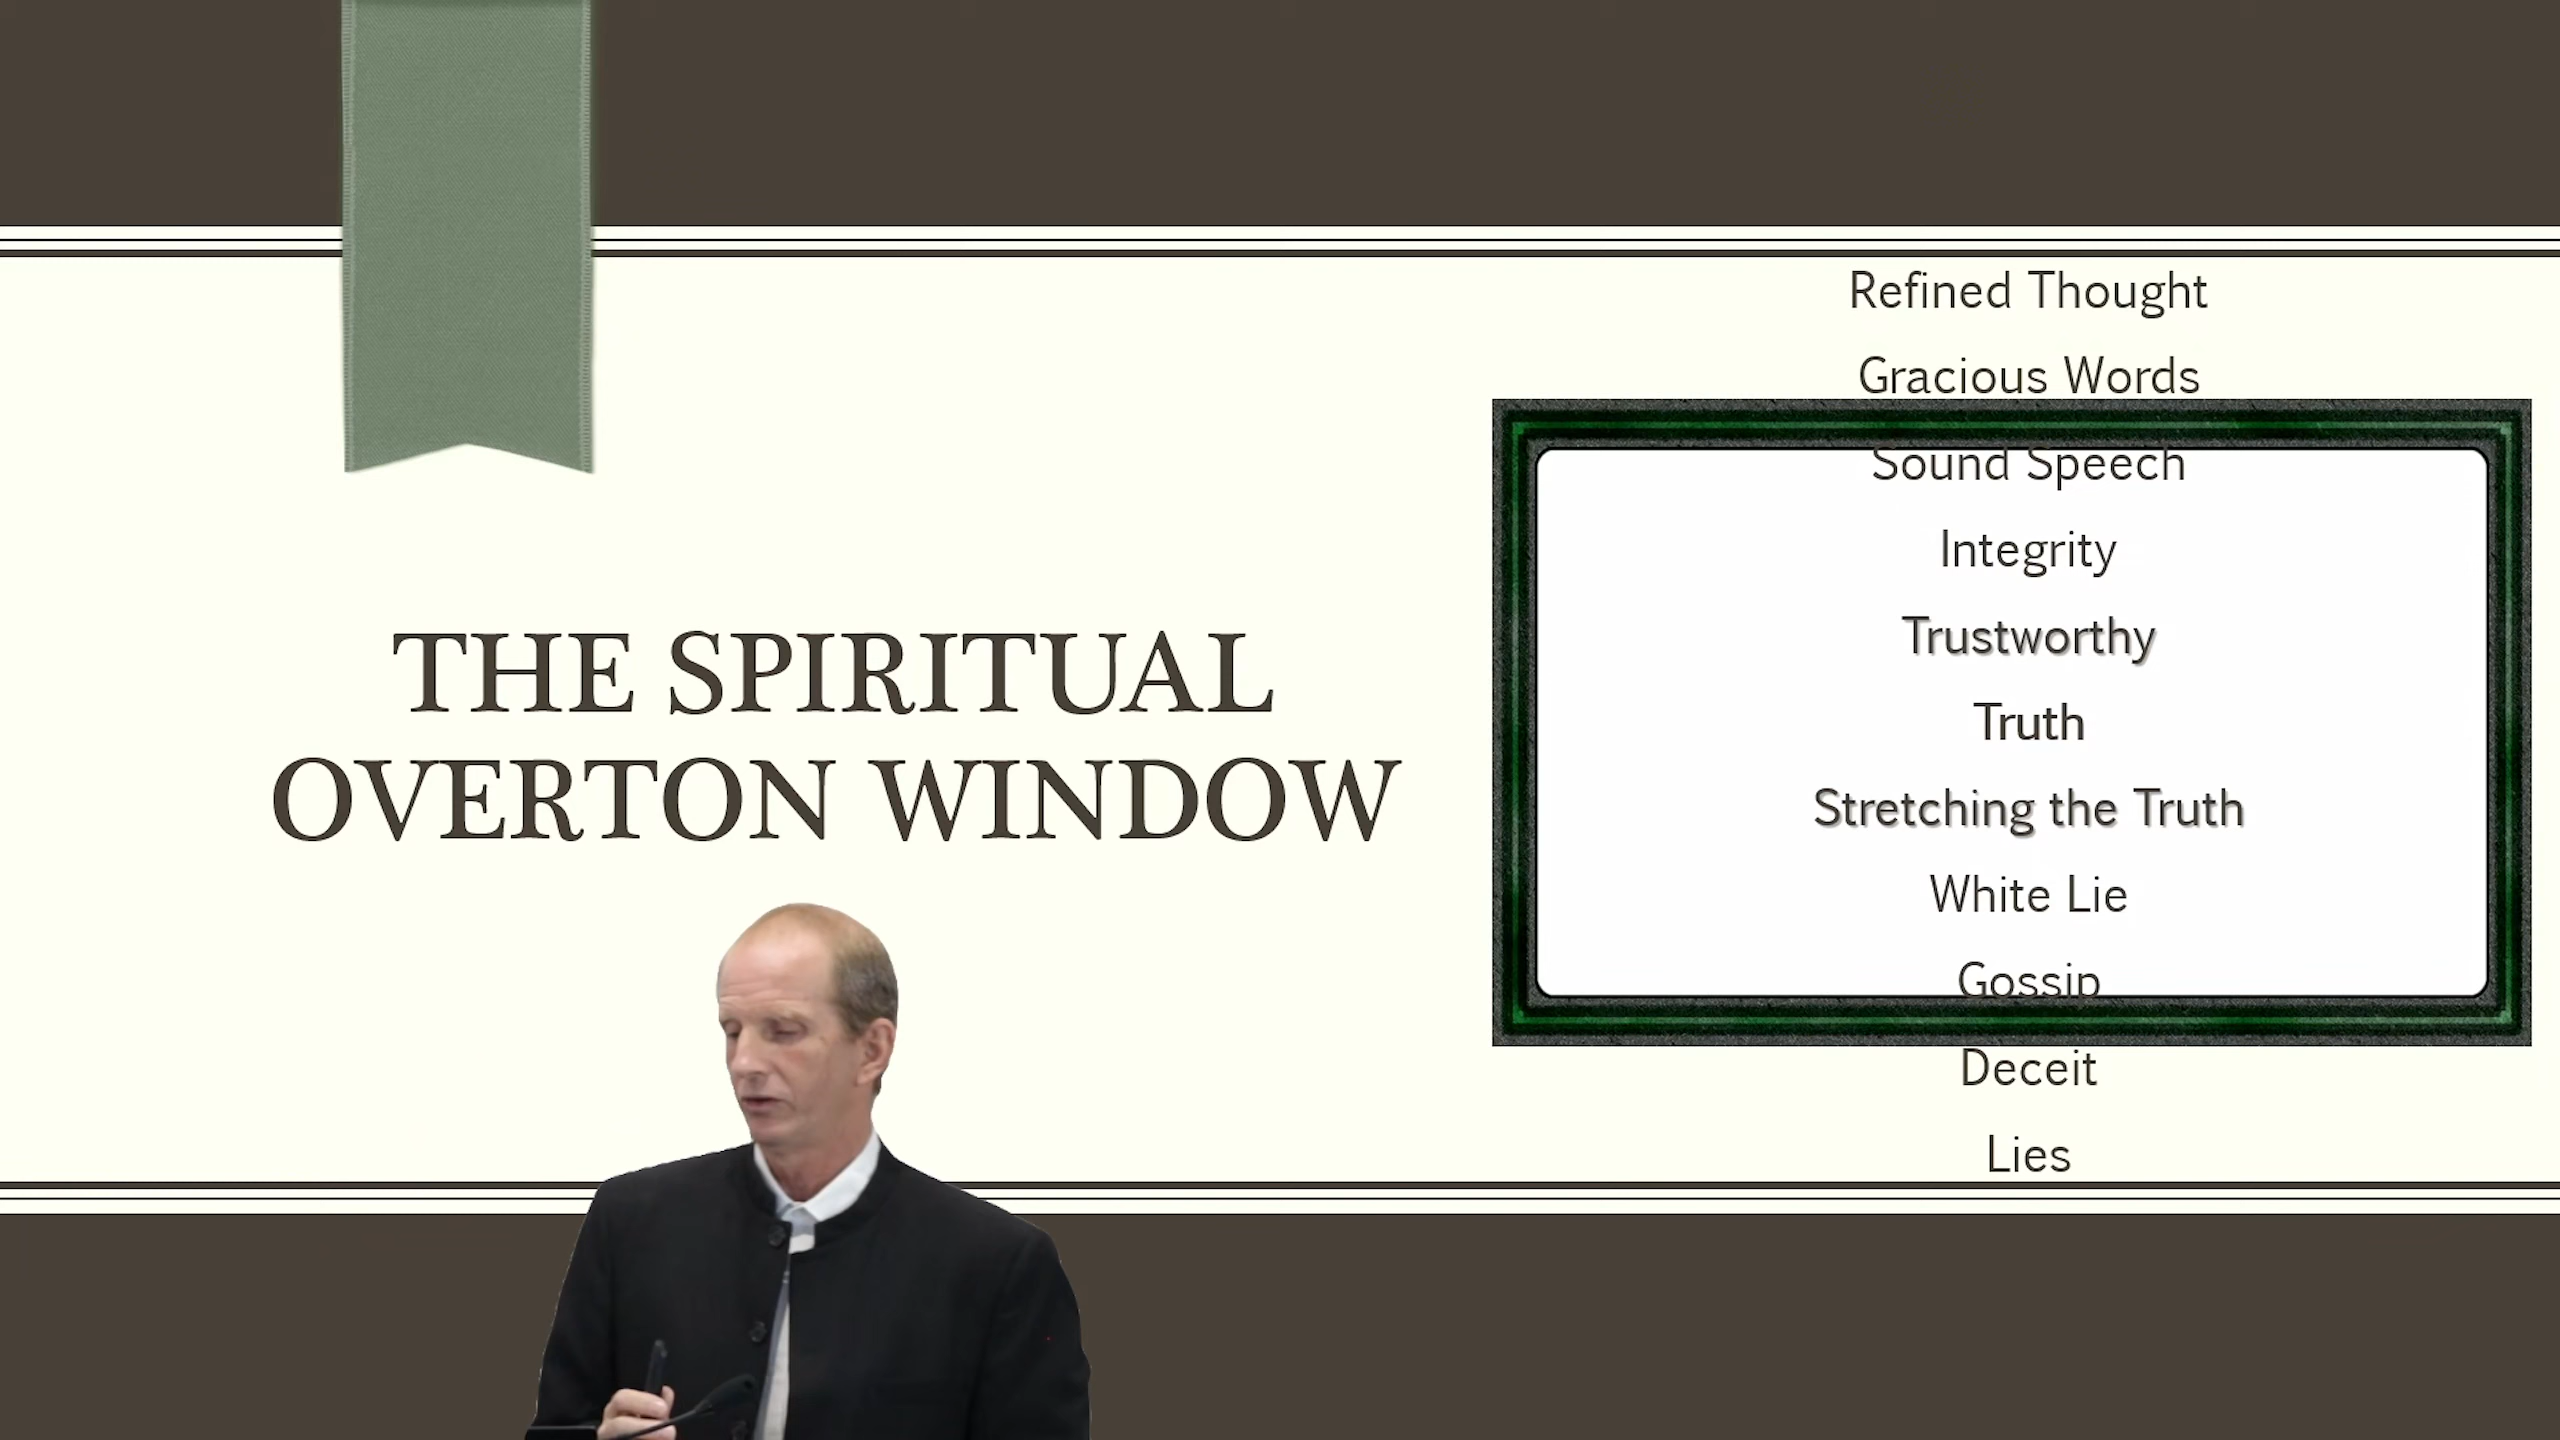 THE SPIRITUAL
OVERTON WINDOW
Refined Thought
Gracious Words
Sound Speech
Integrity
Trustworthy
Truth
Stretching the Truth
White Lie
Gossip
Deceit
Lies